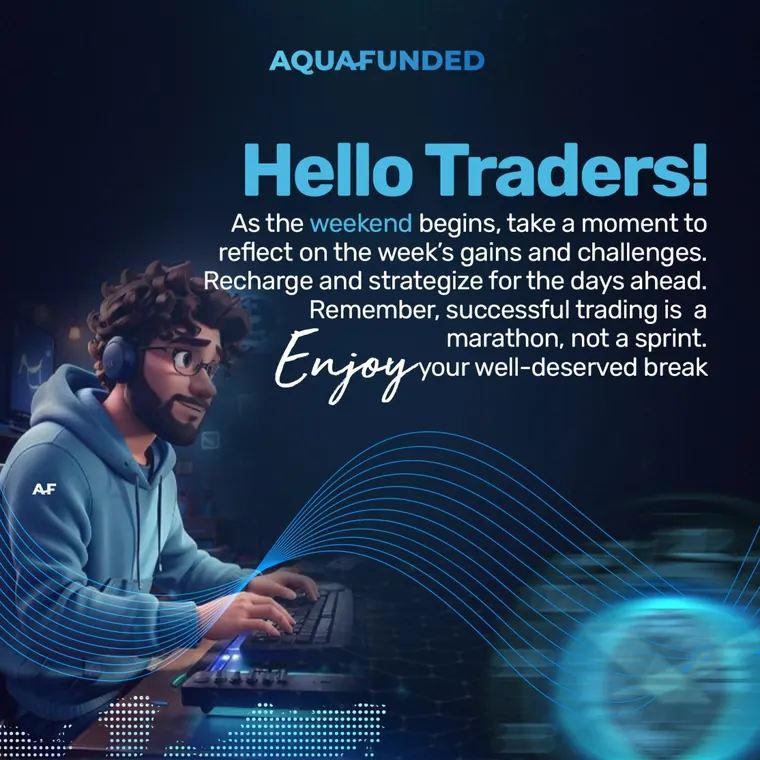 AQUAFUNDED
Hello Traders!
As the weekend begins, take a moment to
reflect on the week's gains and challenges.
Recharge and strategize for the days ahead.
Remember, successful trading is a
marathon, not a sprint.
Enjoy your well-deserved break
AF